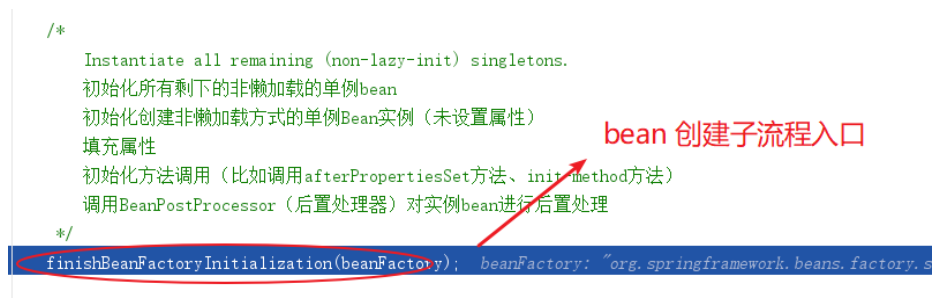 /*
Instantiate all remaining (non-lazy-init) singletons.
初始化所有剩下的非懒加载的单例bean
初始化创建非懒加载方式的单例Bean实例（未设置属性）
填充属性
初始化方法调用（比如调用afterPropertiesSet方法、init-method方法）
调用BeanPostProcessor（后置处理器）对实例bean进行后置处理
*/
bean 创建子流程入口
finishBeanFactoryInitialization(beanFactory); beanFactory: "org.springframework.beans.factory.s